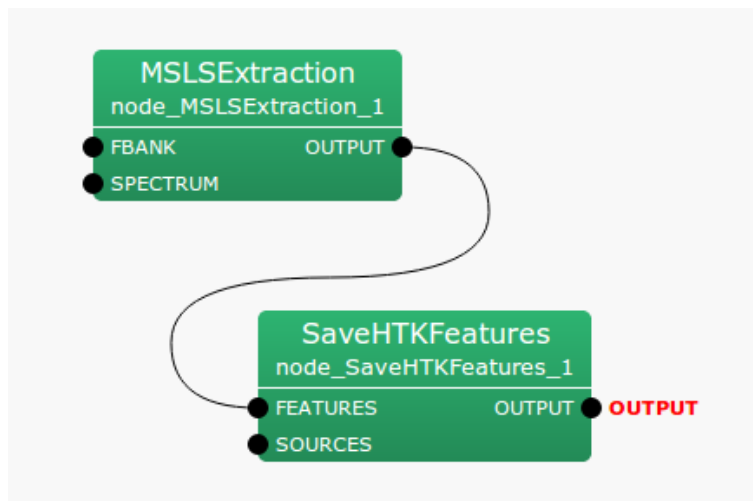 MSLSExtraction
node_MSLSExtraction_1
FBANK OUTPUT
SPECTRUM
SaveHTKFeatures
node_SaveHTKFeatures_1
FEATURES OUTPUT OUTPUT
SOURCES